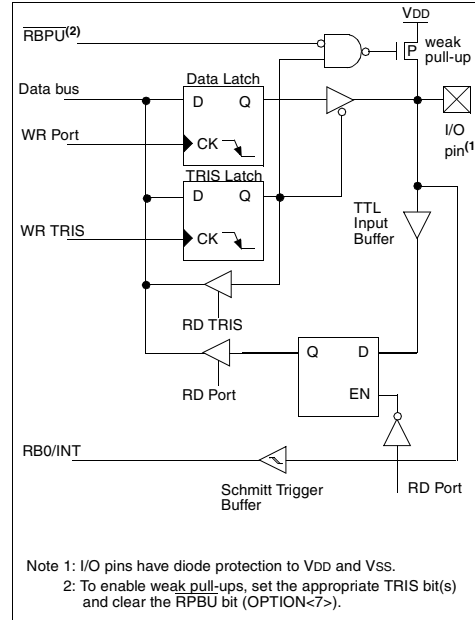 VDD
RBPU(2)
weak
pull-up
P
Data bus
Data Latch
D Q
WR Port
CK
I/O
pin(1
TRIS Latch
D Q
TTL
Input
Buffer
WR TRIS
CK
RD TRIS
Q D
RD Port
EN
RB0/INT
Schmitt Trigger
Buffer
RD Port
Note 1: I/O pins have diode protection to VDD and VSS.
2: To enable weak pull-ups, set the appropriate TRIS bit(s)
and clear the RPBU bit (OPTION<7>).